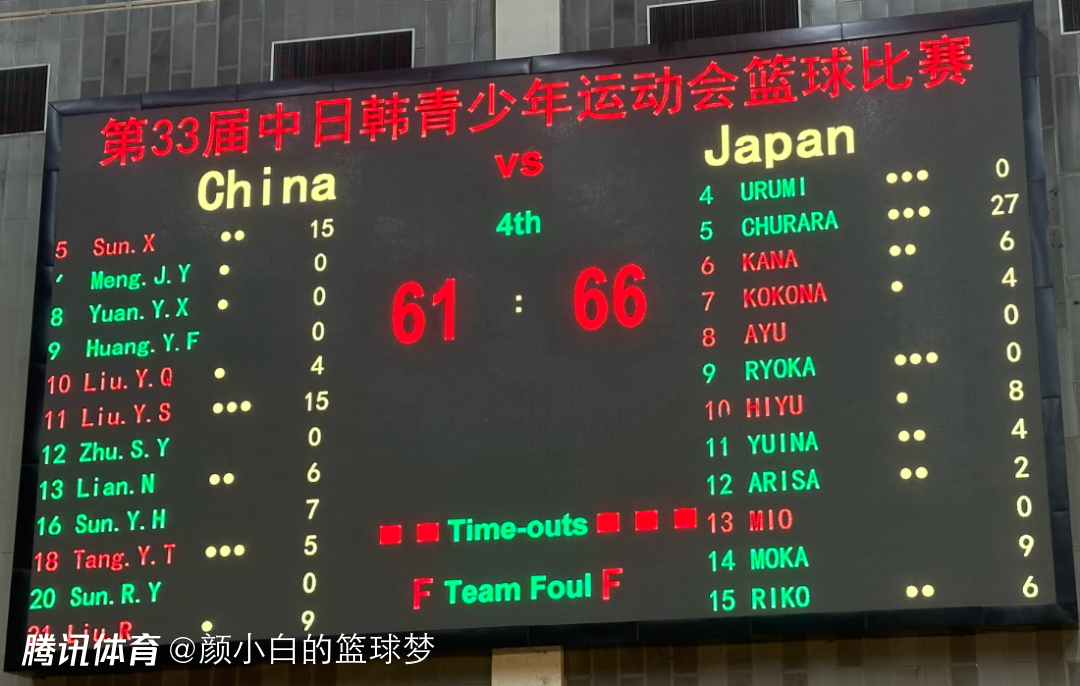 第33届中日韩青少年运动会篮球比赛
China vs Japan
4th
61 : 66
5 Sun.X 15
Meng.J.Y 0
8 Yuan.Y.X 0
9 Huang.Y.F 0
10 Liu.Y.Q 4
11 Liu.Y.S 15
12 Zhu.S.Y 0
13 Lian.N 6
16 Sun.Y.H 7
18 Tang.Y.T 5
20 Sun.R.Y 0
21 Liu.R 9
4 URUMI 0
5 CHURARA 27
6 KANA 6
7 KOKONA 4
8 AYU 0
9 RYOKA 0
10 HIYU 8
11 YUINA 4
12 ARISA 2
13 MIO 0
14 MOKA 9
15 RIKO 6
Time-outs
F Team Foul F
腾讯体育 @颜小白的篮球梦